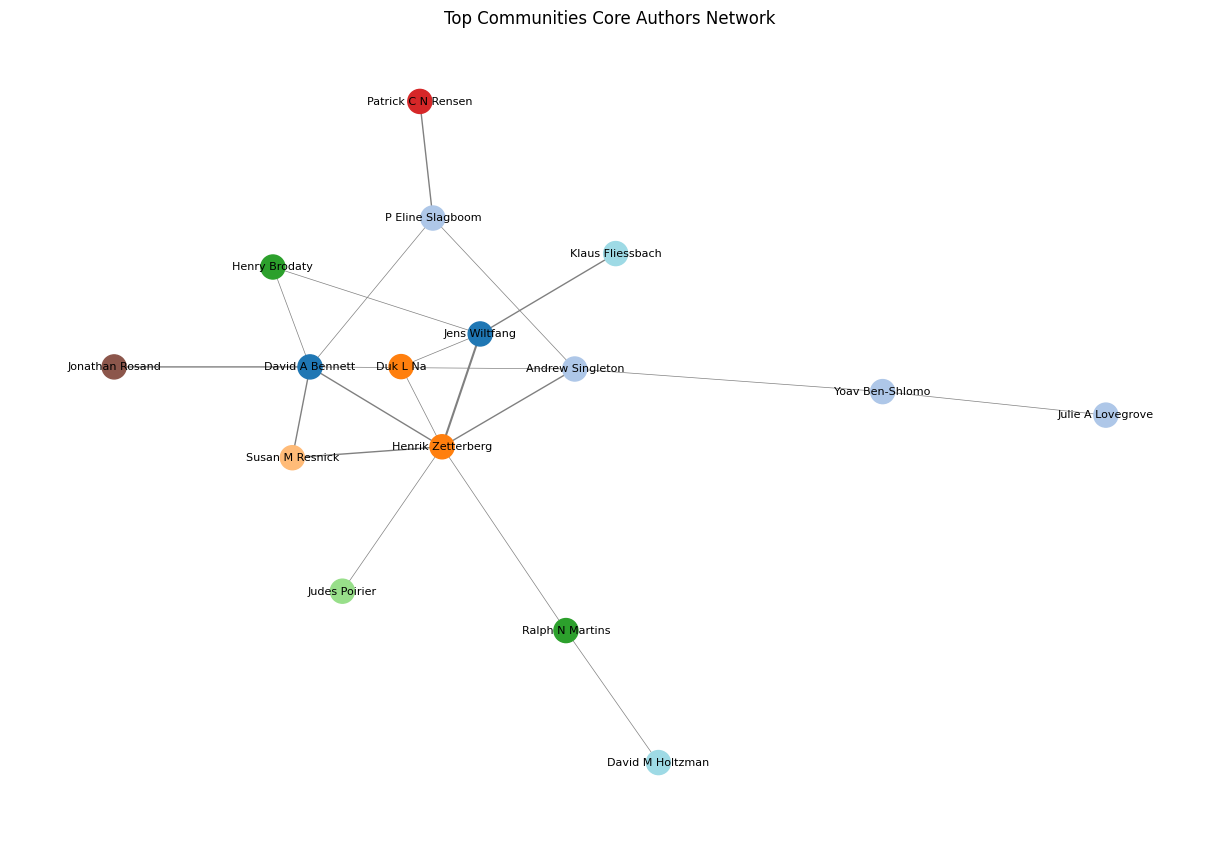 Top Communities Core Authors Network
Patrick C N Rensen
P Eline Slagboom
Klaus Fliessbach
Henry Brodaty
Jens Wiltfang
Jonathan Rosand
David A Bennett
Duk L Na
Andrew Singleton
Yoav Ben-Shlomo
Julie A Lovegrove
Henrik Zetterberg
Susan M Resnick
Judes Poirier
Ralph N Martins
David M Holtzman